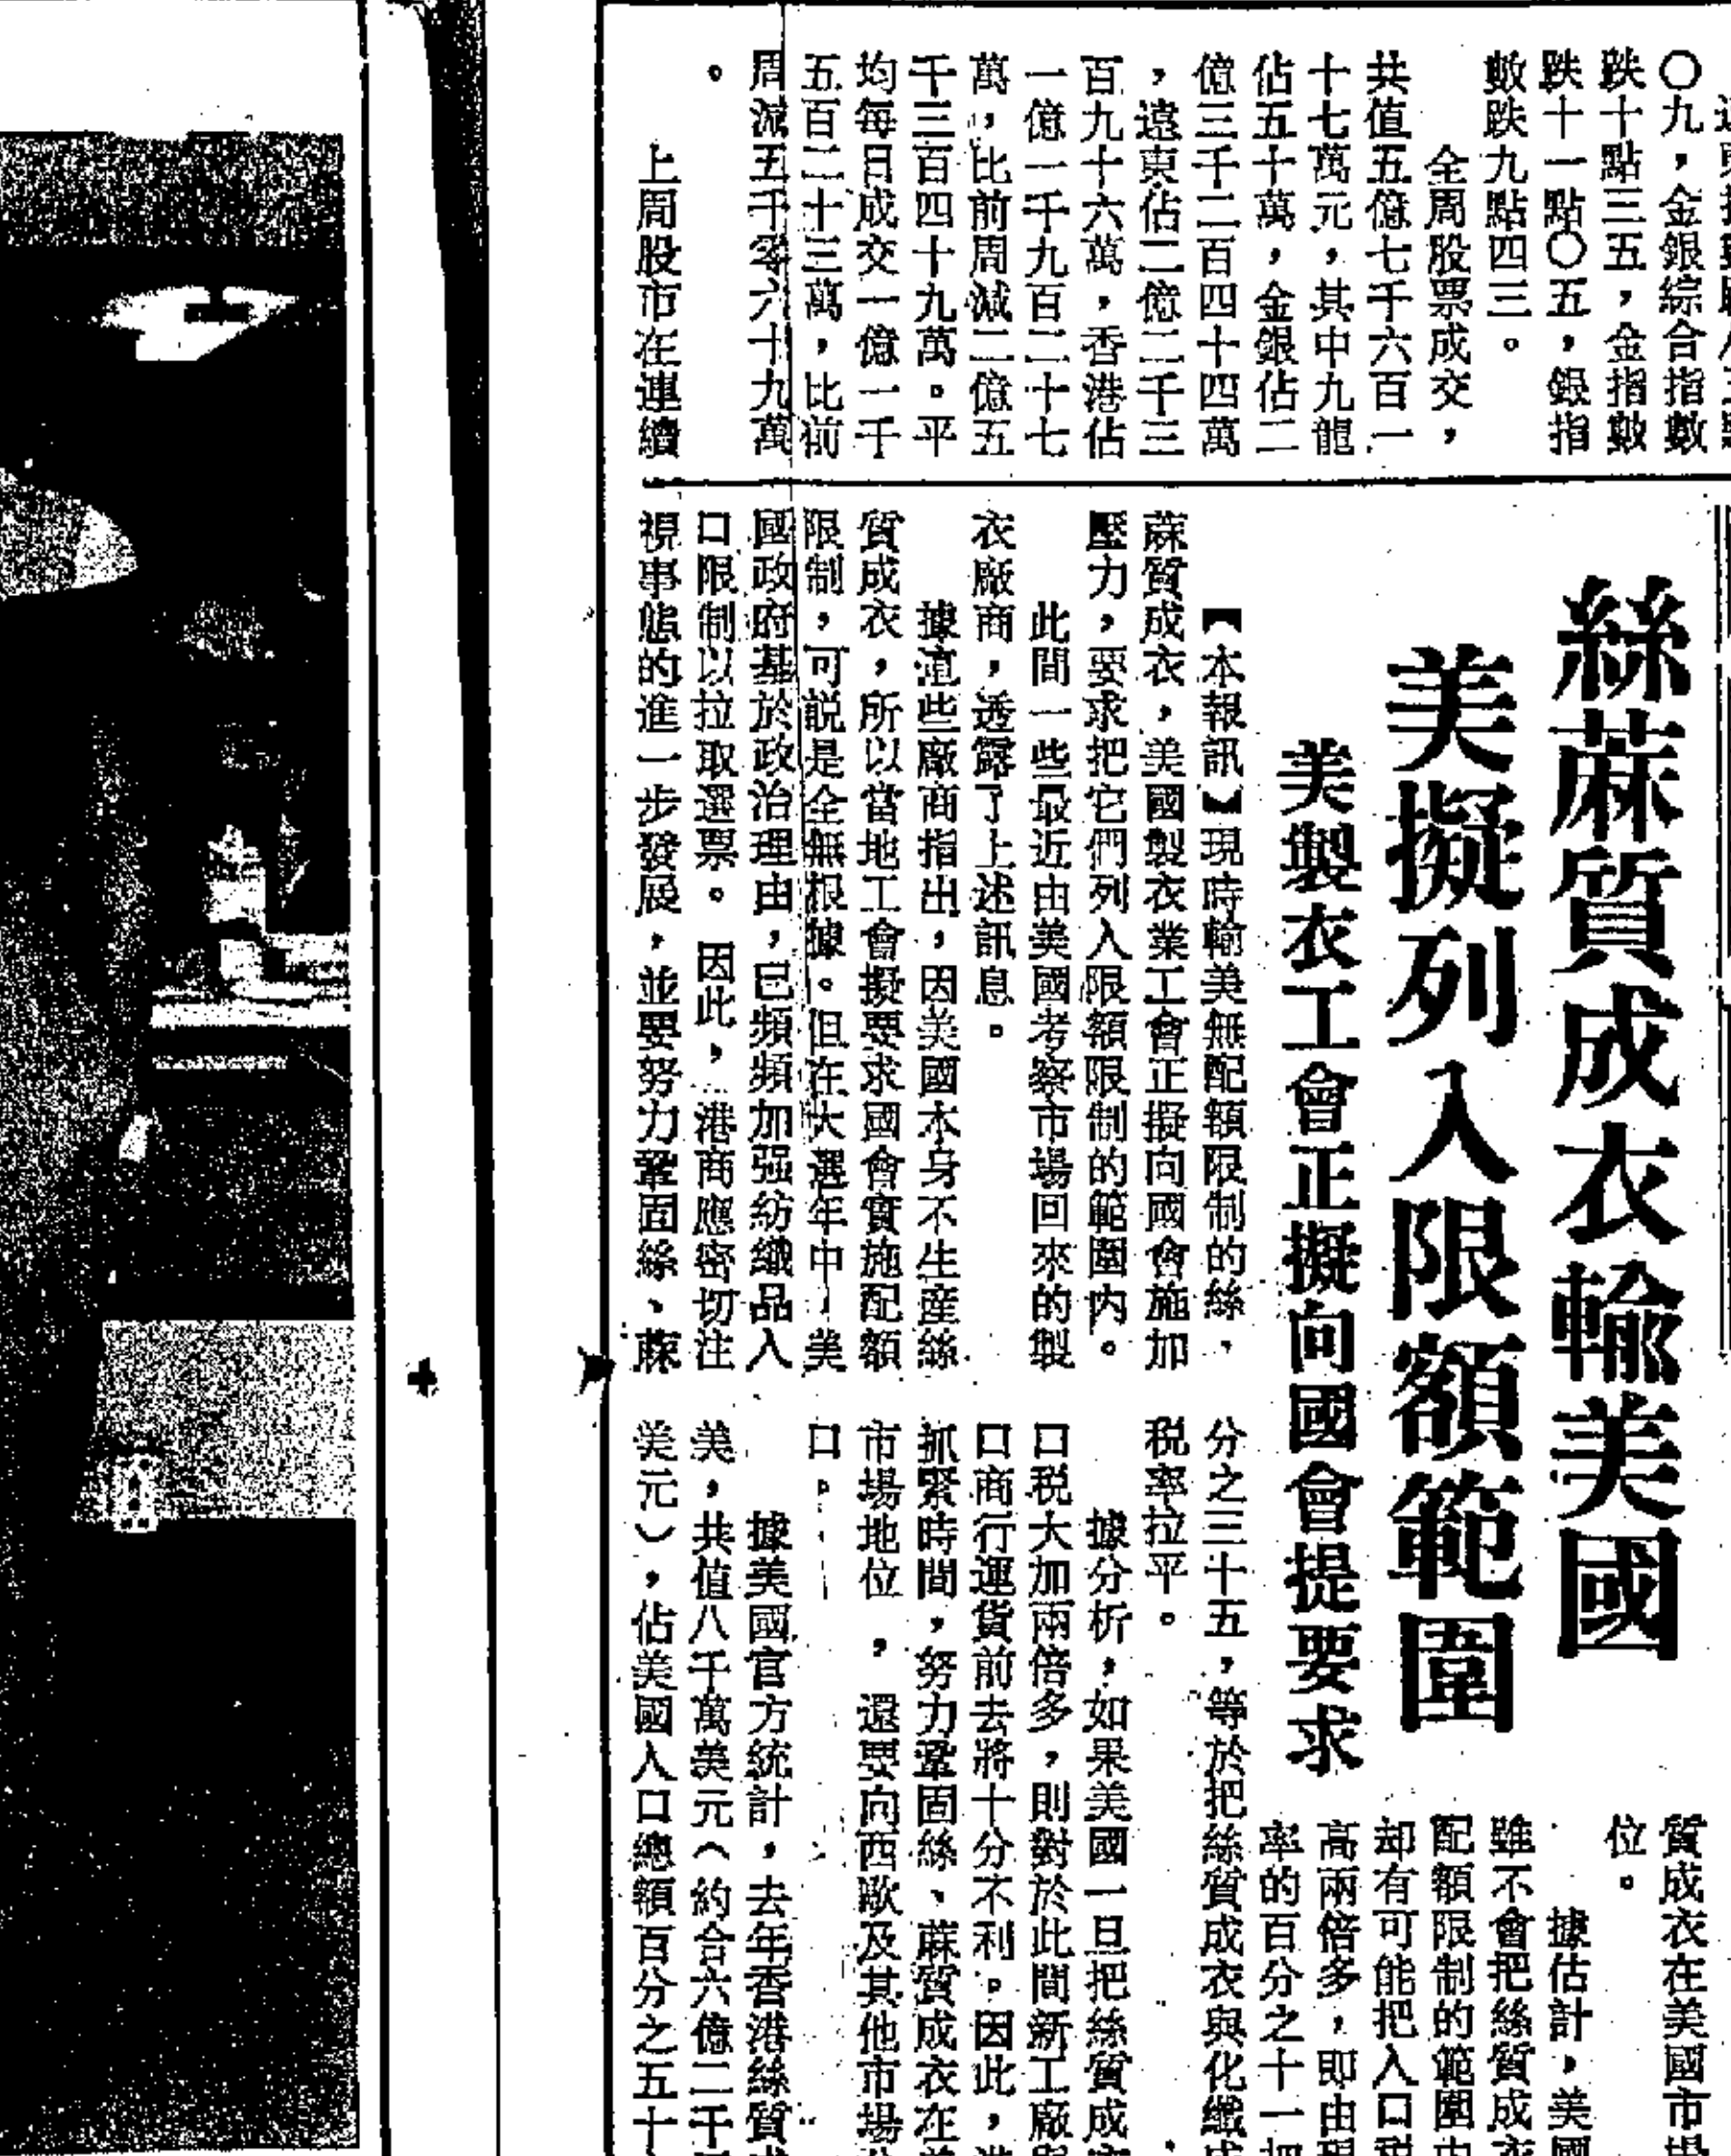 〇九，金銀綜合指數
跌十點三五，金指數
跌十一點〇五，銀指
數跌九點四三。
全周股票成交，
共值五億七千六百一
十七萬元，其中九龍
佔五十萬，金銀佔二
億三千二百四十四萬
，遠東佔二億二千三
百九十六萬，香港佔
一億一千九百二十七
萬，比前周減二億五
千三百四十九萬。平
均每日成交一億一千
五百二十三萬，比前
周減五千零六十九萬
。
上周股市在連續
絲蔴質成衣輸美國
美擬列入限額範圍
美製衣工會正擬向國會提要求
【本報訊】現時輸美無配額限制的絲、
蔴質成衣，美國製衣業工會正擬向國會施加
壓力，要求把它們列入限額限制的範圍內。
此間一些最近由美國考察市場回來的製
衣廠商，透露了上述訊息。
據這些廠商指出，因美國本身不生產絲
質成衣，所以當地工會擬要求國會實施配額
限制，可說是全無根據。但在大選年中，美
國政府基於政治理由，已頻頻加强紡織品入
口限制以拉取選票。因此，港商應密切注
視事態的進一步發展，並要努力鞏固絲、蔴
質成衣在美國市場
位。
據估計，美國
雖不會把絲質成衣
配額限制的範圍內
却有可能把入口稅
高兩倍多，即由現
率的百分之十一把
分之三十五，等於把絲質成衣與化纖成
稅率拉平。
據分析，如果美國一旦把絲質成衣
口稅大加兩倍多，則對於此間新工廠與
口商行運貨前去將十分不利。因此，港
抓緊時間，努力鞏固絲、蔴質成衣在美
市場地位，還要向西歐及其他市場
口。
據美國官方統計，去年香港絲質成
美，共值八千萬美元（約合六億二千
美元），佔美國入口總額百分之五十